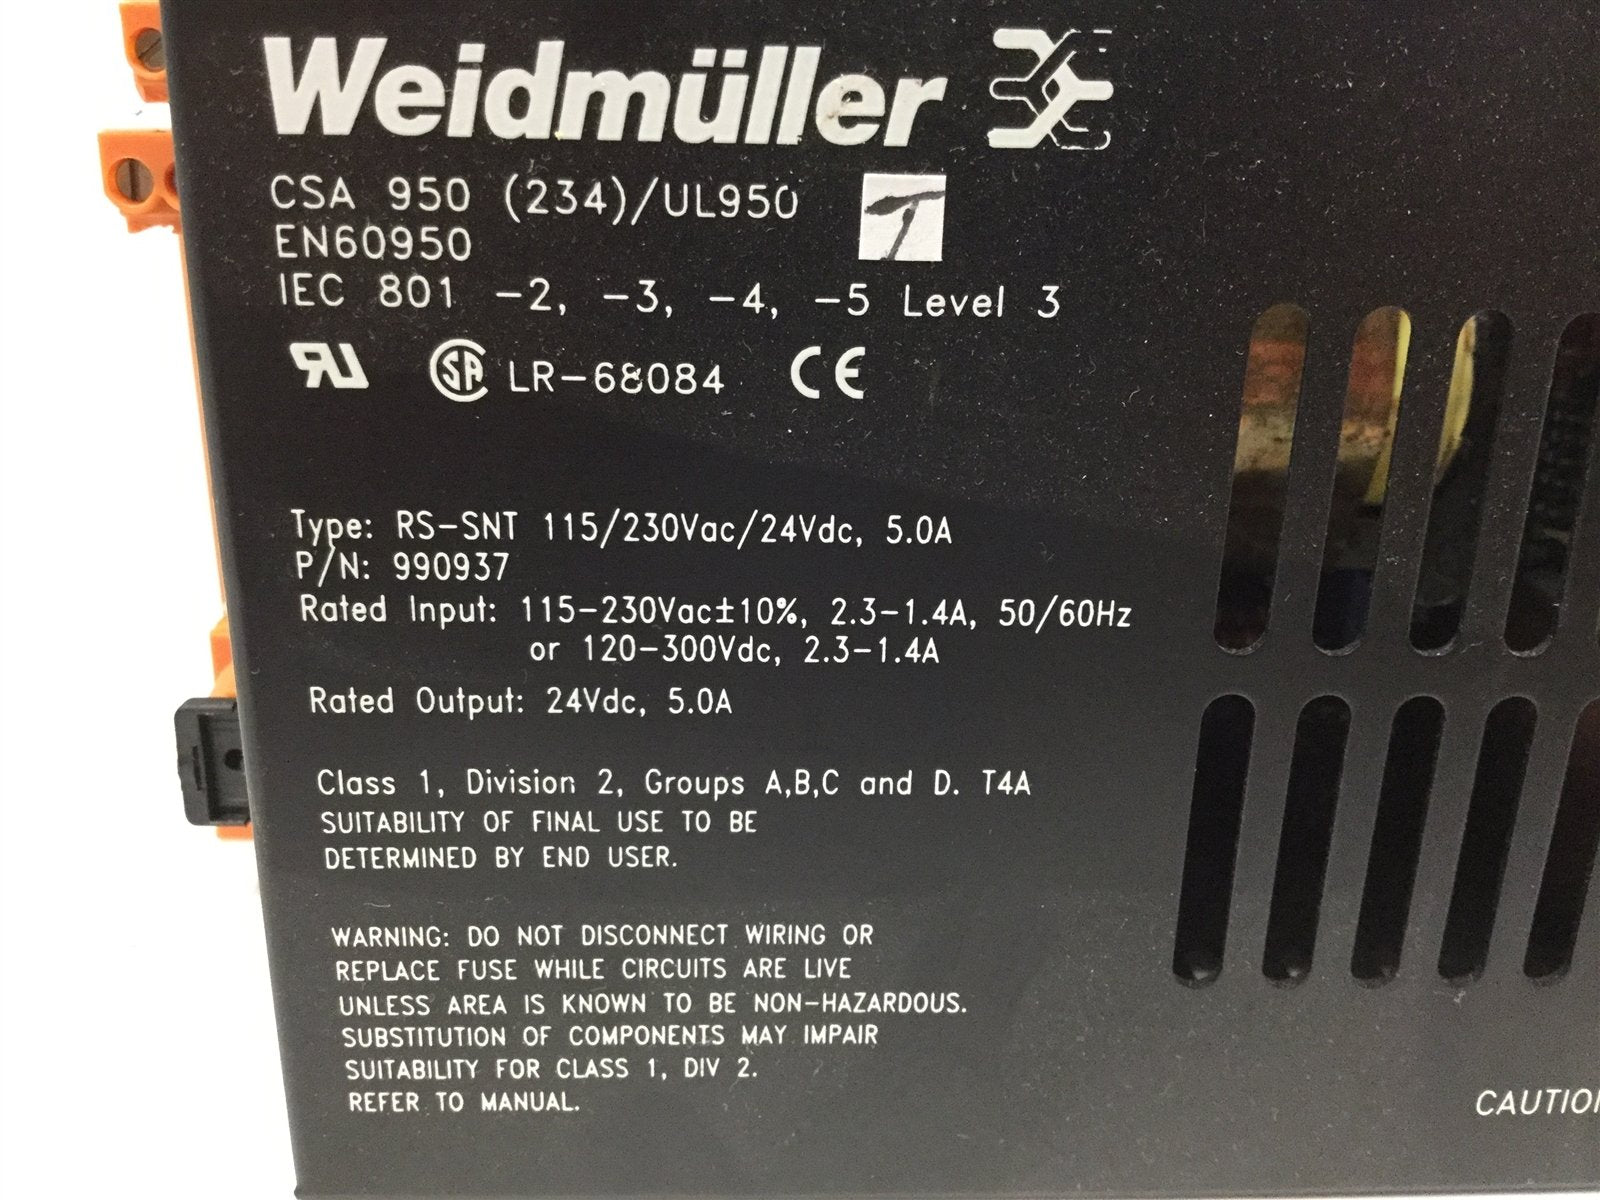 Weidmüller
CSA 950 (234)/UL950
T
EN60950
IEC 801 -2, -3, -4, -5 Level 3
LR-68084 CE
Type: RS-SNT 115/230Vac/24Vdc, 5.0A
P/N: 990937
Rated Input: 115-230Vac±10%, 2.3-1.4A, 50/60Hz
or 120-300Vdc, 2.3-1.4A
Rated Output: 24Vdc, 5.0A
Class 1, Division 2, Groups A,B,C and D. T4A
SUITABILITY OF FINAL USE TO BE
DETERMINED BY END USER.
WARNING: DO NOT DISCONNECT WIRING OR
REPLACE FUSE WHILE CIRCUITS ARE LIVE
UNLESS AREA IS KNOWN TO BE NON-HAZARDOUS.
SUBSTITUTION OF COMPONENTS MAY IMPAIR
SUITABILITY FOR CLASS 1, DIV 2.
REFER TO MANUAL.
CAUTIO